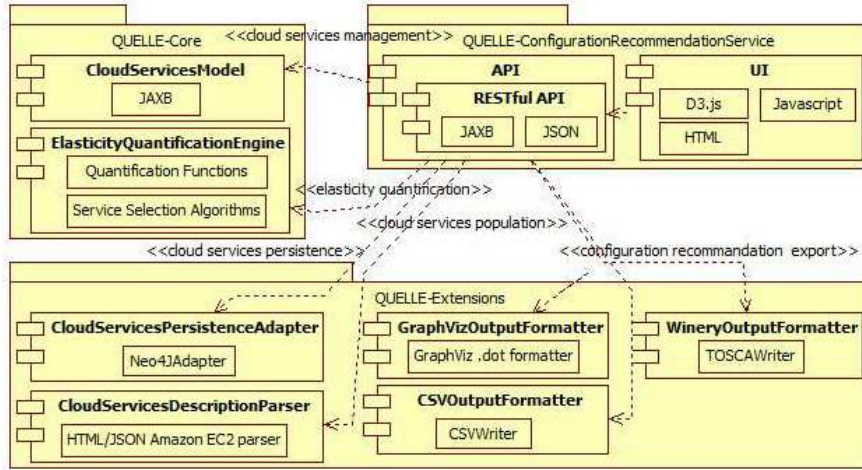 QUELLE-Core
<<cloud services management>>
QUELLE-ConfigurationRecommendationService
CloudServicesModel
JAXB
API
RESTful API
JAXB
JSON
UI
D3.js
Javascript
HTML
ElasticityQuantificationEngine
Quantification Functions
Service Selection Algorithms
<<elasticity quantification>>
<<cloud services population>>
<<cloud services persistence>>
<<configuration recommandation export>>
QUELLE-Extensions
CloudServicesPersistenceAdapter
Neo4JAdapter
GraphVizOutputFormatter
GraphViz .dot formatter
WineryOutputFormatter
TOSCAWriter
CloudServicesDescriptionParser
HTML/JSON Amazon EC2 parser
CSVOutputFormatter
CSVWriter